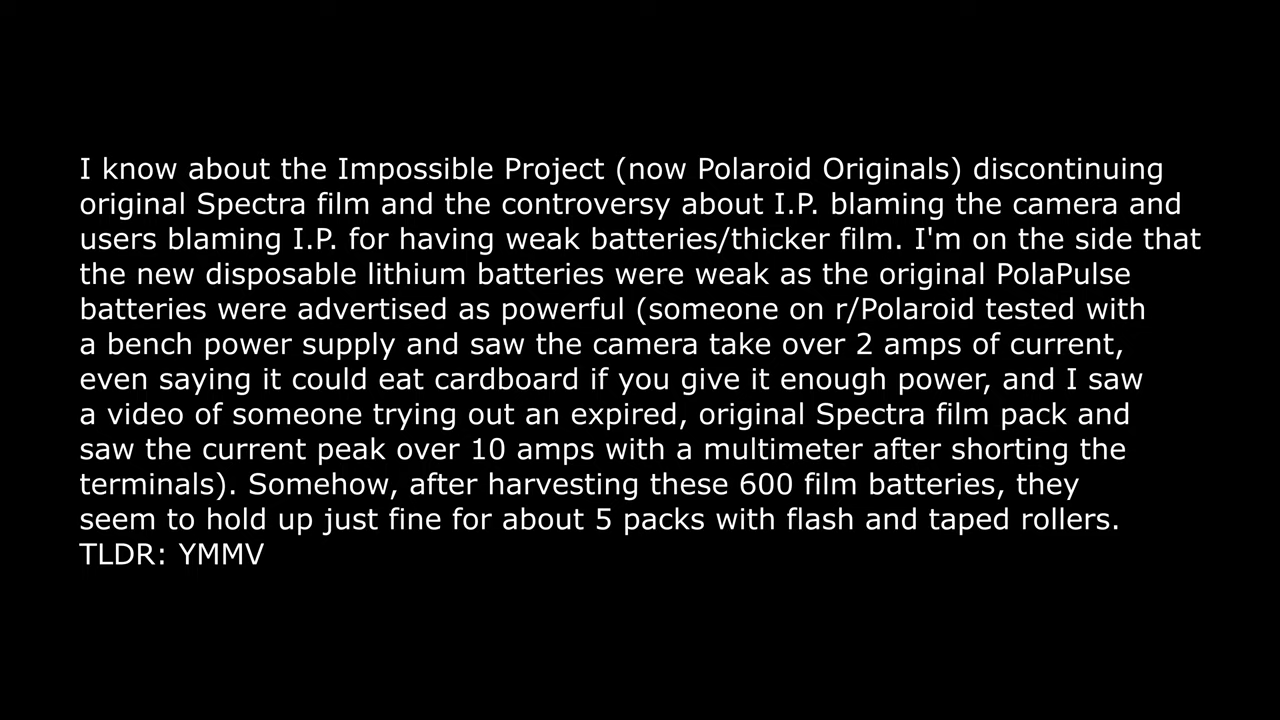 I know about the Impossible Project (now Polaroid Originals) discontinuing
original Spectra film and the controversy about I.P. blaming the camera and
users blaming I.P. for having weak batteries/thicker film. I'm on the side that
the new disposable lithium batteries were weak as the original PolaPulse
batteries were advertised as powerful (someone on r/Polaroid tested with
a bench power supply and saw the camera take over 2 amps of current,
even saying it could eat cardboard if you give it enough power, and I saw
a video of someone trying out an expired, original Spectra film pack and
saw the current peak over 10 amps with a multimeter after shorting the
terminals). Somehow, after harvesting these 600 film batteries, they
seem to hold up just fine for about 5 packs with flash and taped rollers.
TLDR: YMMV